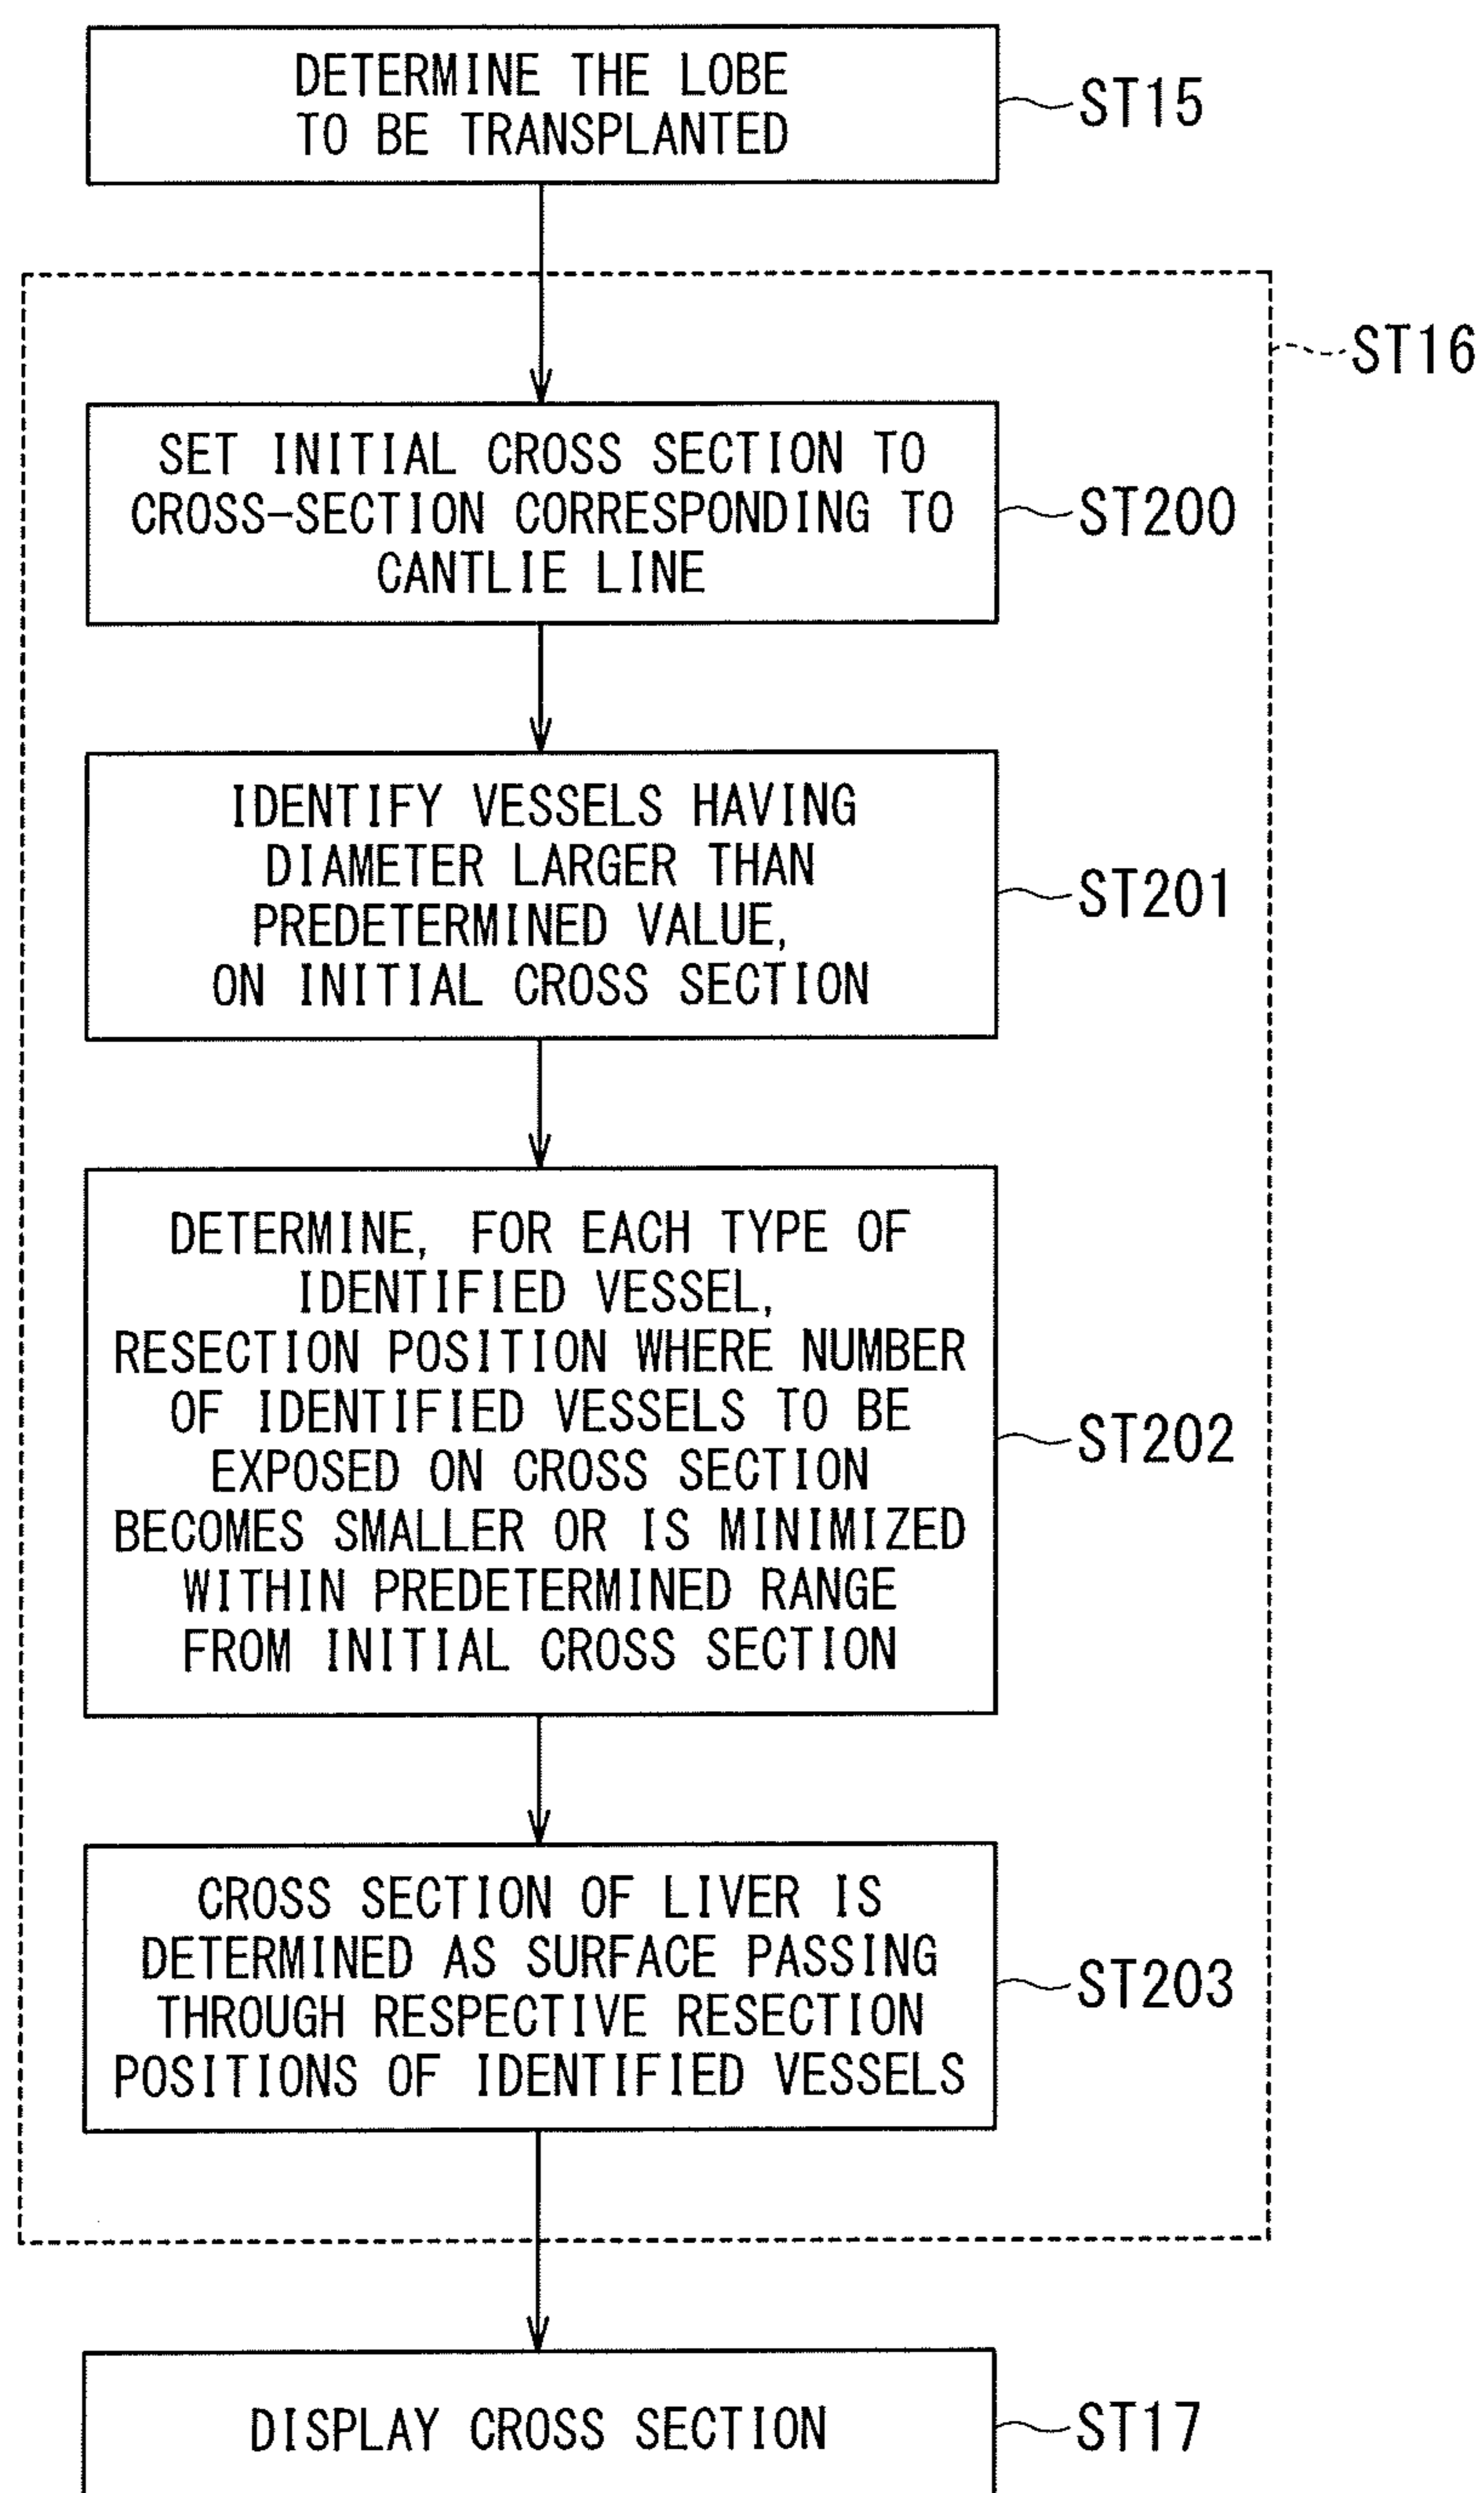 DETERMINE THE LOBE
TO BE TRANSPLANTED
ST15
ST16
SET INITIAL CROSS SECTION TO
CROSS-SECTION CORRESPONDING TO
CANTLIE LINE
ST200
IDENTIFY VESSELS HAVING
DIAMETER LARGER THAN
PREDETERMINED VALUE,
ON INITIAL CROSS SECTION
ST201
DETERMINE, FOR EACH TYPE OF
IDENTIFIED VESSEL,
RESECTION POSITION WHERE NUMBER
OF IDENTIFIED VESSELS TO BE
EXPOSED ON CROSS SECTION
BECOMES SMALLER OR IS MINIMIZED
WITHIN PREDETERMINED RANGE
FROM INITIAL CROSS SECTION
ST202
CROSS SECTION OF LIVER IS
DETERMINED AS SURFACE PASSING
THROUGH RESPECTIVE RESECTION
POSITIONS OF IDENTIFIED VESSELS
ST203
DISPLAY CROSS SECTION
ST17